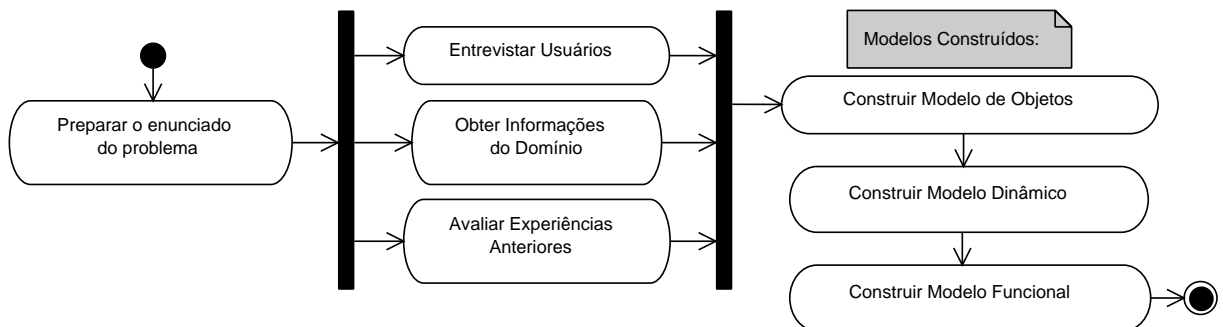 Preparar o enunciado
do problema
Entrevistar Usuários
Obter Informações
do Domínio
Avaliar Experiências
Anteriores
Modelos Construídos:
Construir Modelo de Objetos
Construir Modelo Dinâmico
Construir Modelo Funcional